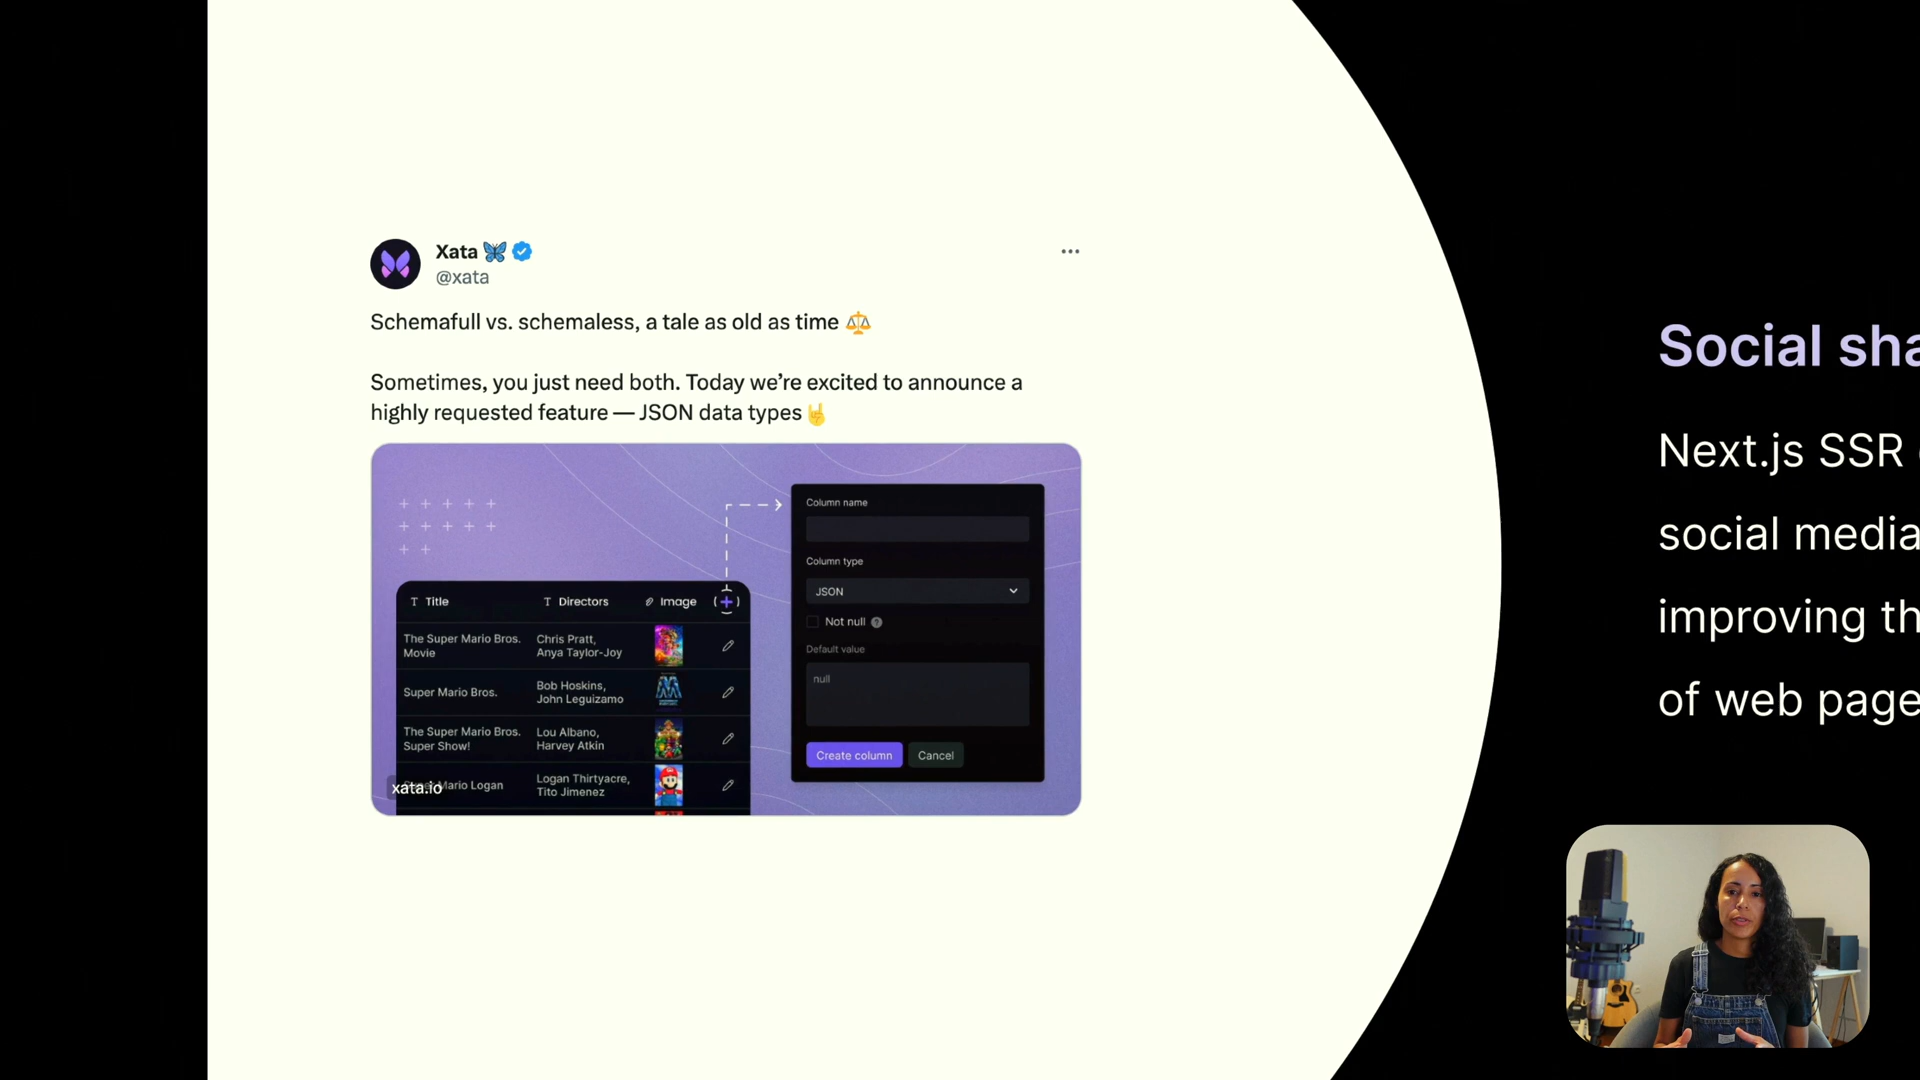 Xata 🦋
@xata
Schemafull vs. schemaless, a tale as old as time ⚖️
Sometimes, you just need both. Today we’re excited to announce a
highly requested feature — JSON data types🤘
Title Directors Image
The Super Mario Bros.
Movie
Chris Pratt,
Anya Taylor-Joy
Super Mario Bros.
Bob Hoskins,
John Leguizamo
The Super Mario Bros.
Super Show!
Lou Albano,
Harvey Atkin
Mario Logan
Logan Thirtyacre,
Tito Jimenez
xata.io
Column name
Column type
JSON
Not null ?
Default value
null
Create column Cancel
Social sha
Next.js SSR
social media
improving th
of web page